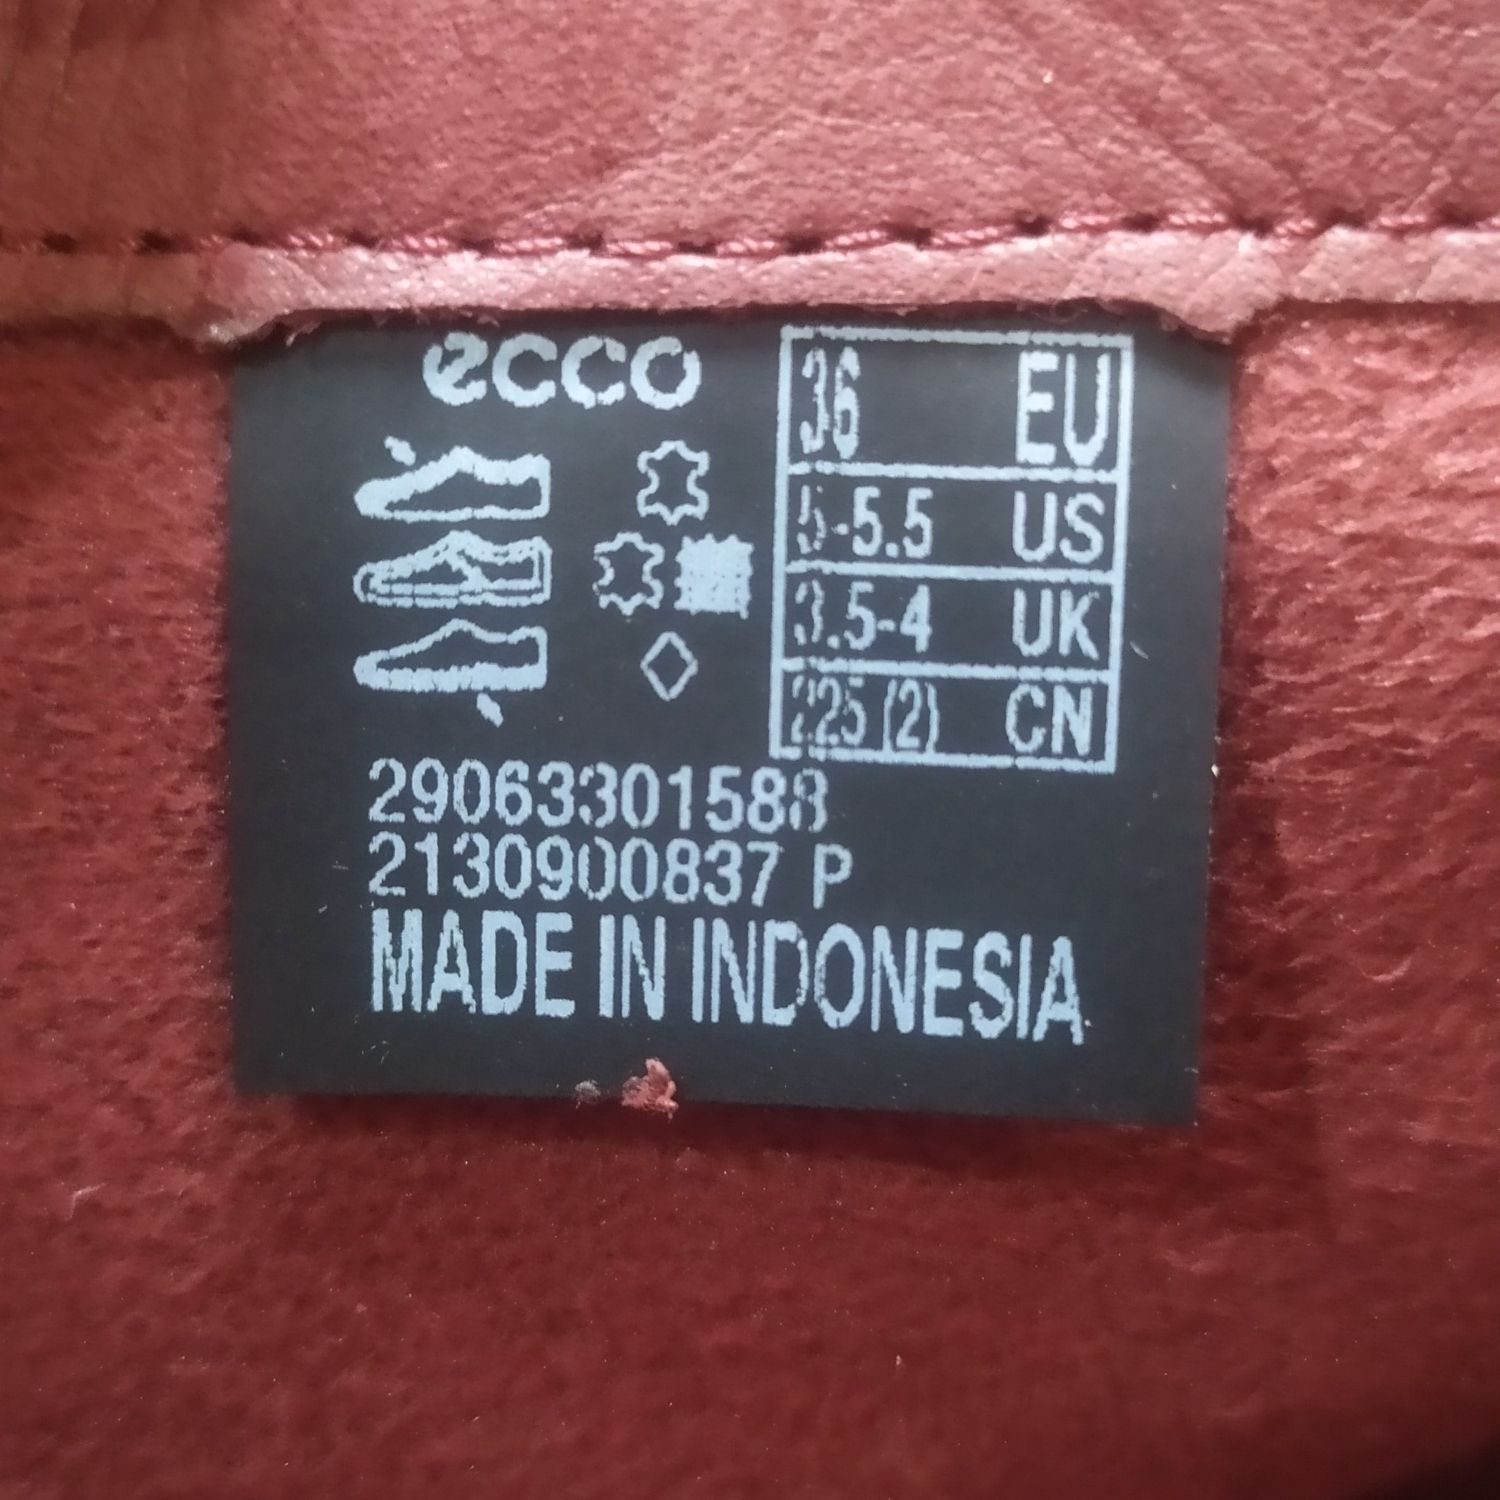 ecco
36 EU
5-5.5 US
3.5-4 UK
225 (2) CN
29063301588
2130900837 P
MADE IN INDONESIA